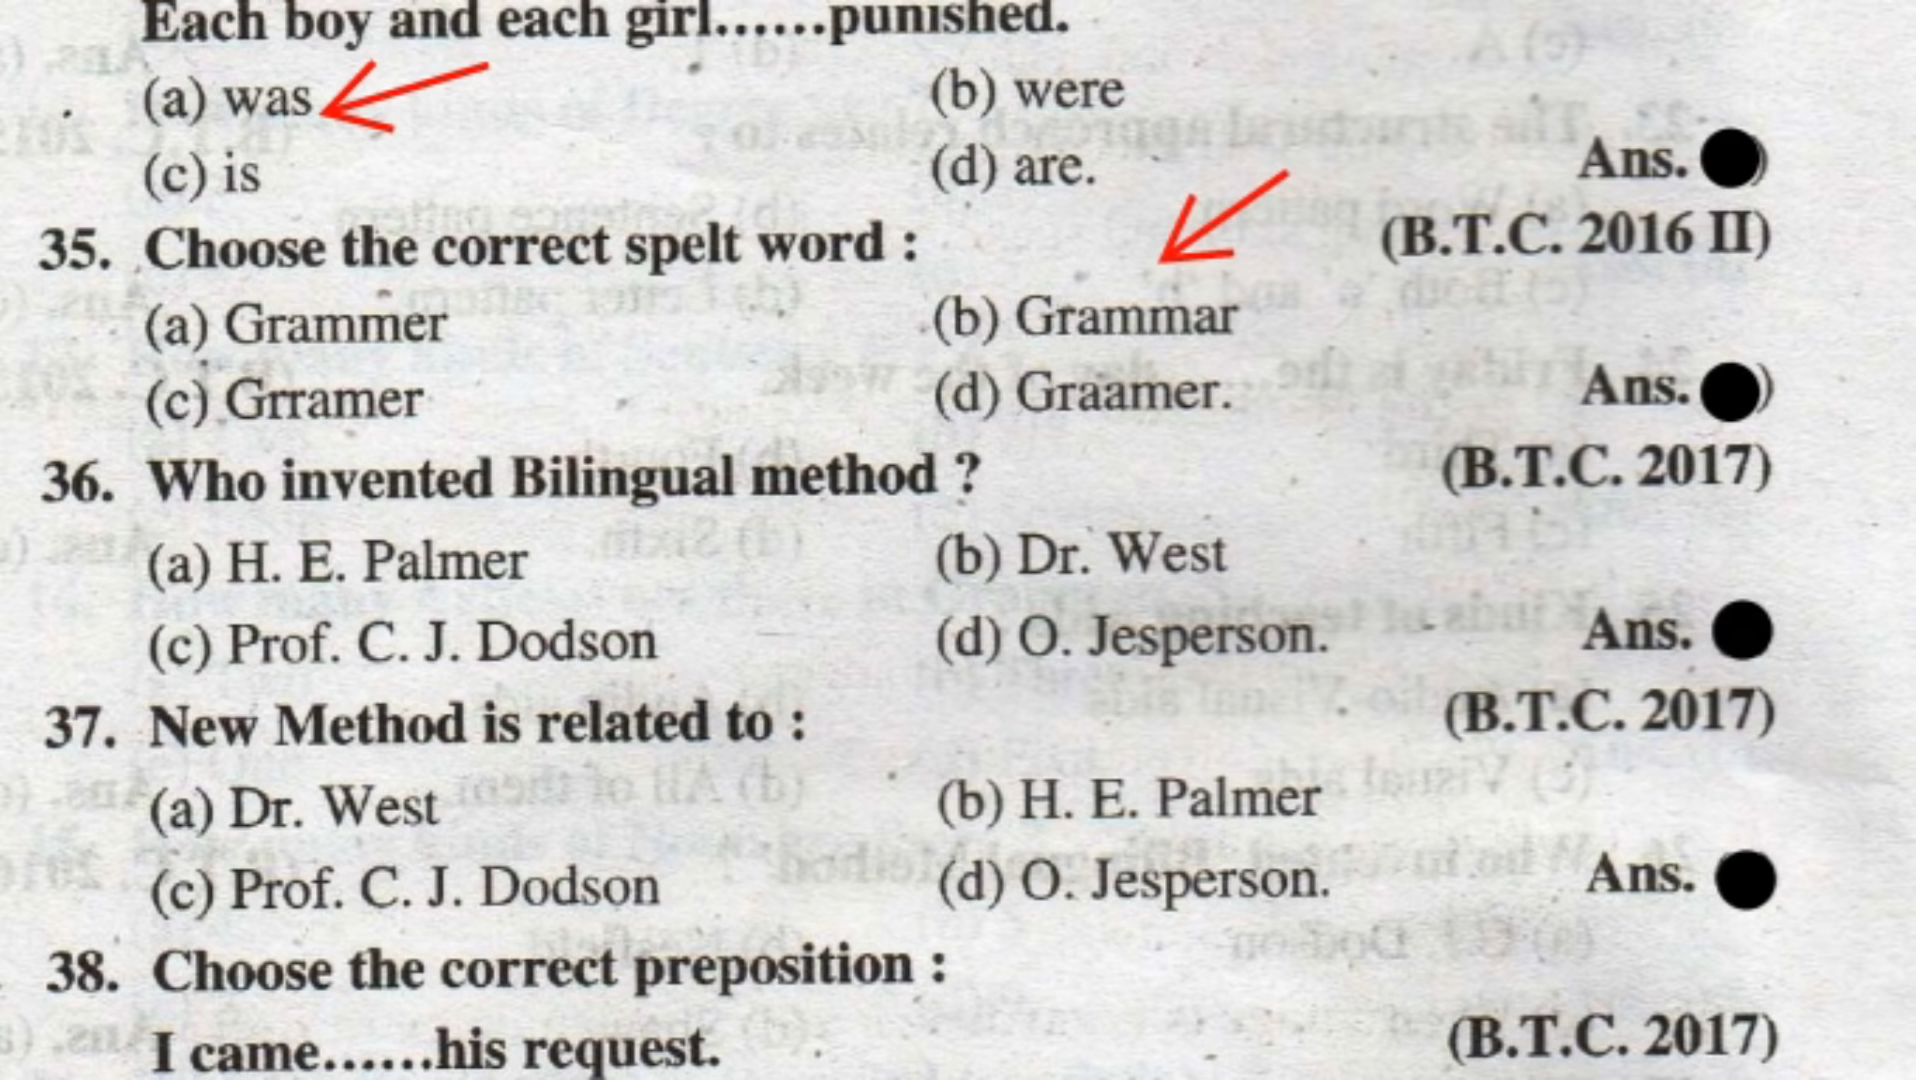 Each boy and each girl......punished.
(a) was (b) were
(c) is (d) are. Ans. )
35. Choose the correct spelt word : (B.T.C. 2016 II)
(a) Grammer (b) Grammar
(c) Grramer (d) Graamer. Ans. )
36. Who invented Bilingual method ? (B.T.C. 2017)
(a) H. E. Palmer (b) Dr. West
(c) Prof. C. J. Dodson (d) O. Jesperson. Ans.
37. New Method is related to : (B.T.C. 2017)
(a) Dr. West (b) H. E. Palmer
(c) Prof. C. J. Dodson (d) O. Jesperson. Ans.
38. Choose the correct preposition :
I came......his request. (B.T.C. 2017)